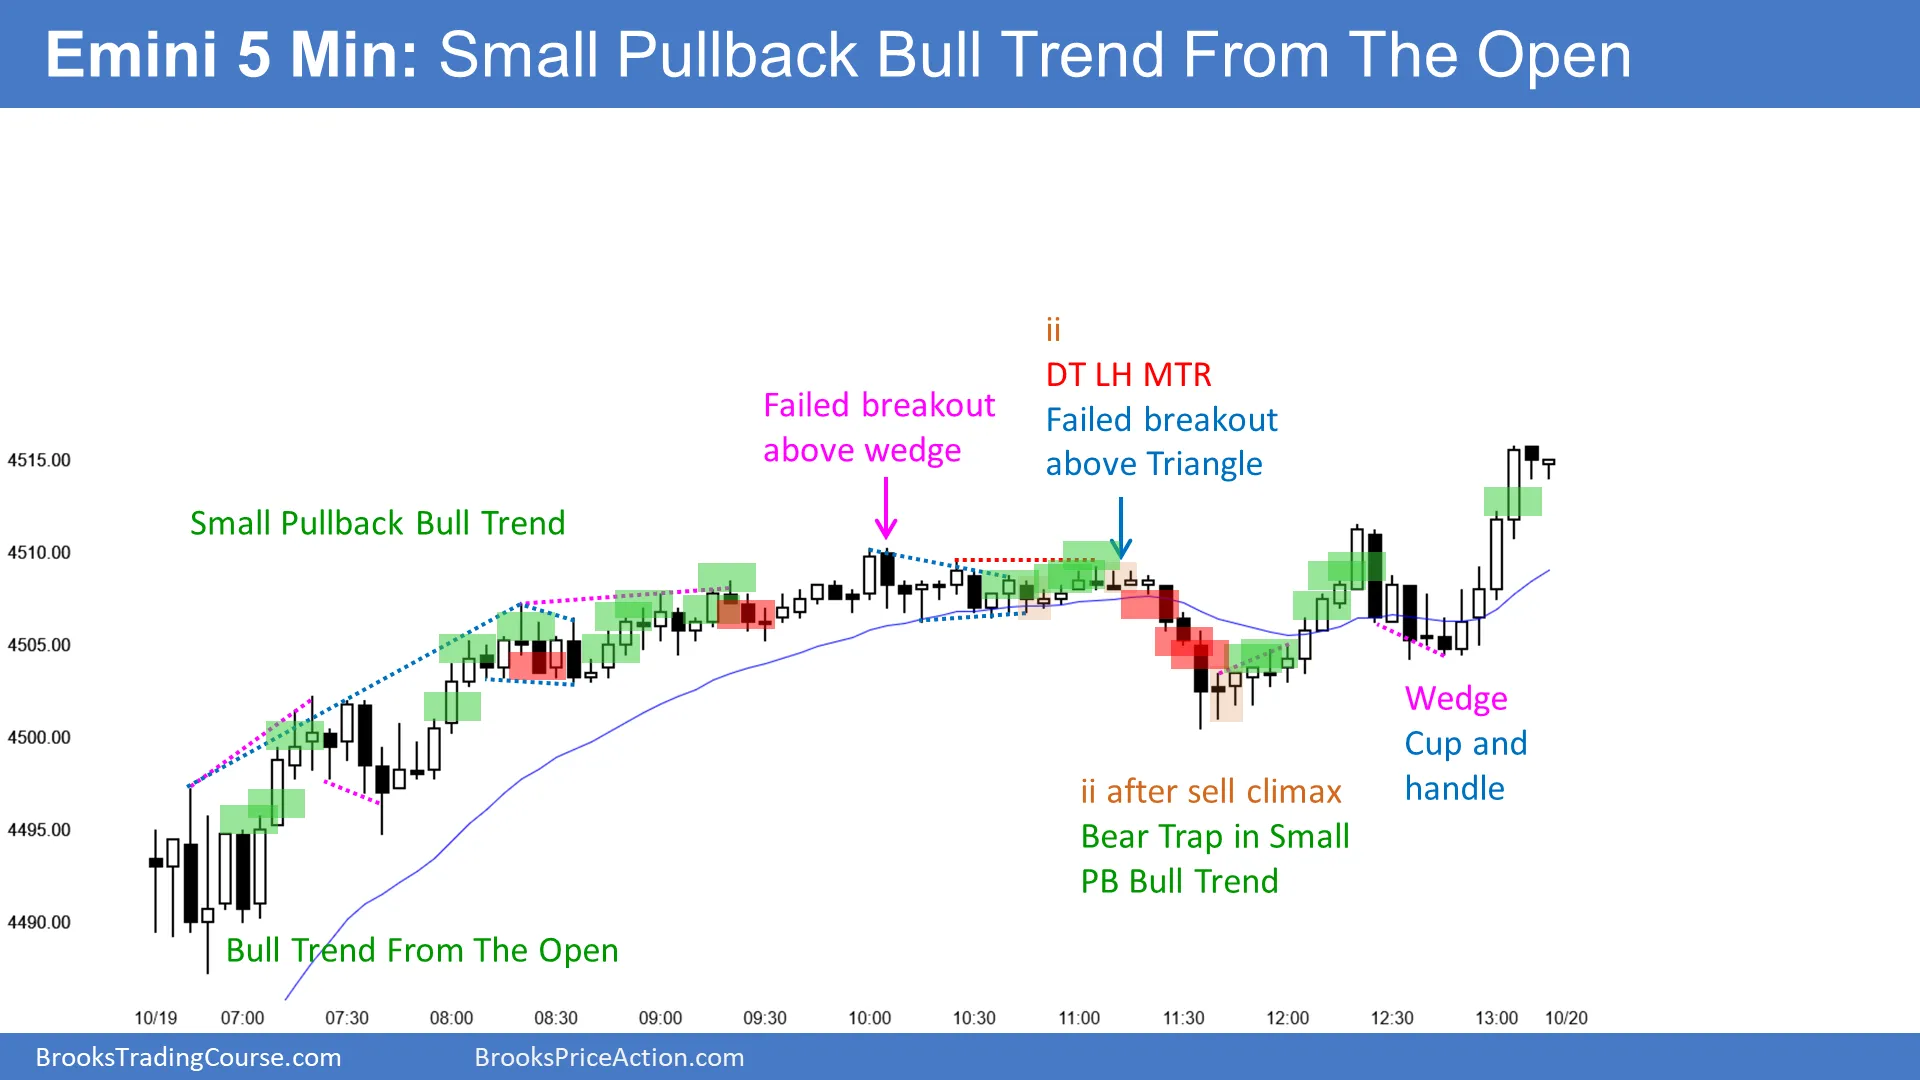 Emini 5 Min: Small Pullback Bull Trend From The Open
ii
DT LH MTR
Failed breakout
above Triangle
Failed breakout
above wedge
Small Pullback Bull Trend
4515.00
4510.00
4505.00
4500.00
4495.00
4490.00
Wedge
Cup and
handle
ii after sell climax
Bear Trap in Small
PB Bull Trend
Bull Trend From The Open
10/19 07:00 07:30 08:00 08:30 09:00 09:30 10:00 10:30 11:00 11:30 12:00 12:30 13:00 10/20
BrooksTradingCourse.com BrooksPriceAction.com